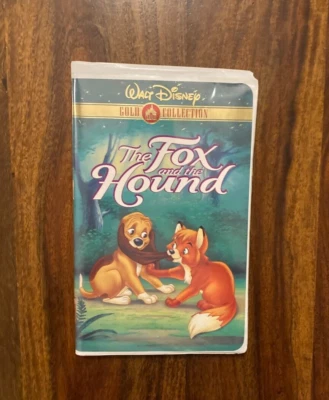 WALT DISNEY
GOLD COLLECTION
The Fox
and the
Hound